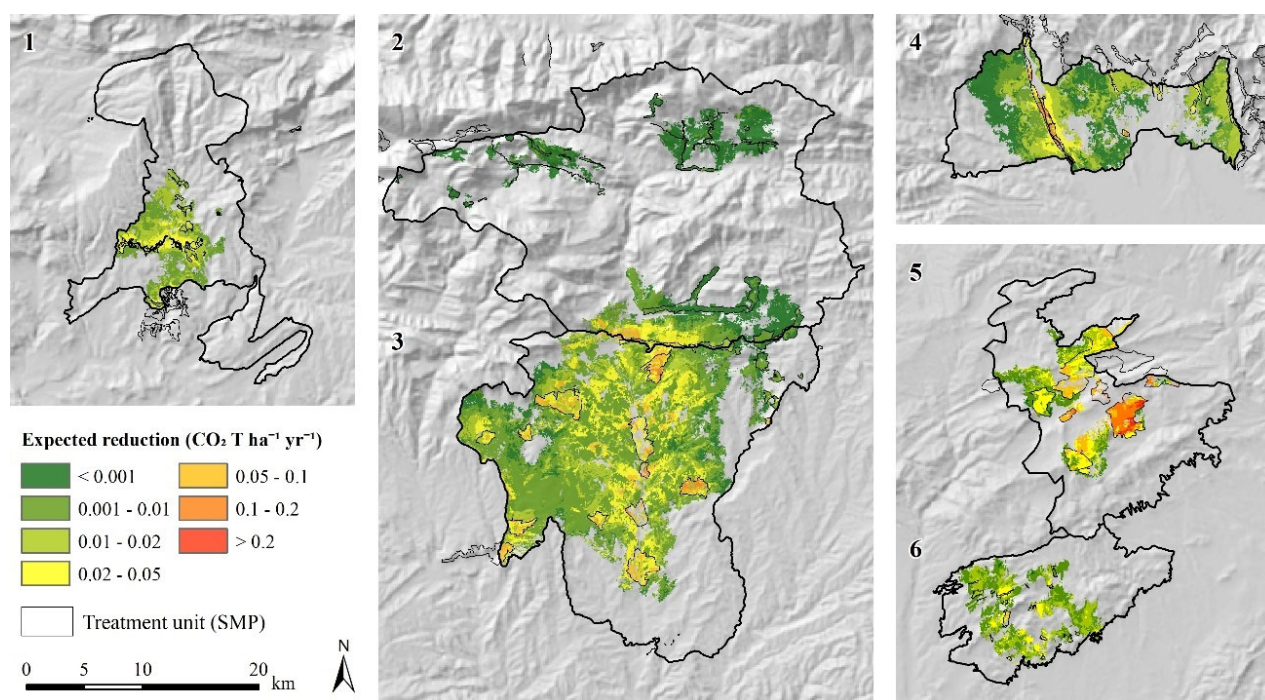 1
2
3
4
5
6
Expected reduction (CO₂ T ha⁻¹ yr⁻¹)
< 0.001
0.001 - 0.01
0.01 - 0.02
0.02 - 0.05
0.05 - 0.1
0.1 - 0.2
> 0.2
Treatment unit (SMP)
0 5 10 20
km
N